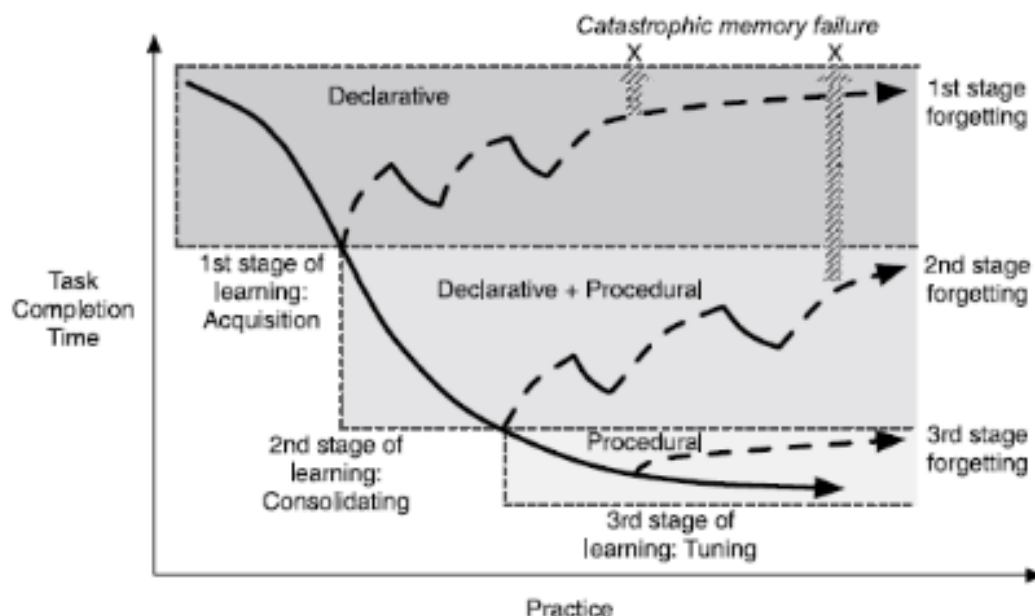 Catastrophic memory failure
X
X
Declarative
1st stage
forgetting
1st stage of
learning:
Acquisition
Declarative + Procedural
2nd stage
forgetting
Task
Completion
Time
2nd stage of
learning:
Consolidating
Procedural
3rd stage
forgetting
3rd stage of
learning: Tuning
Practice